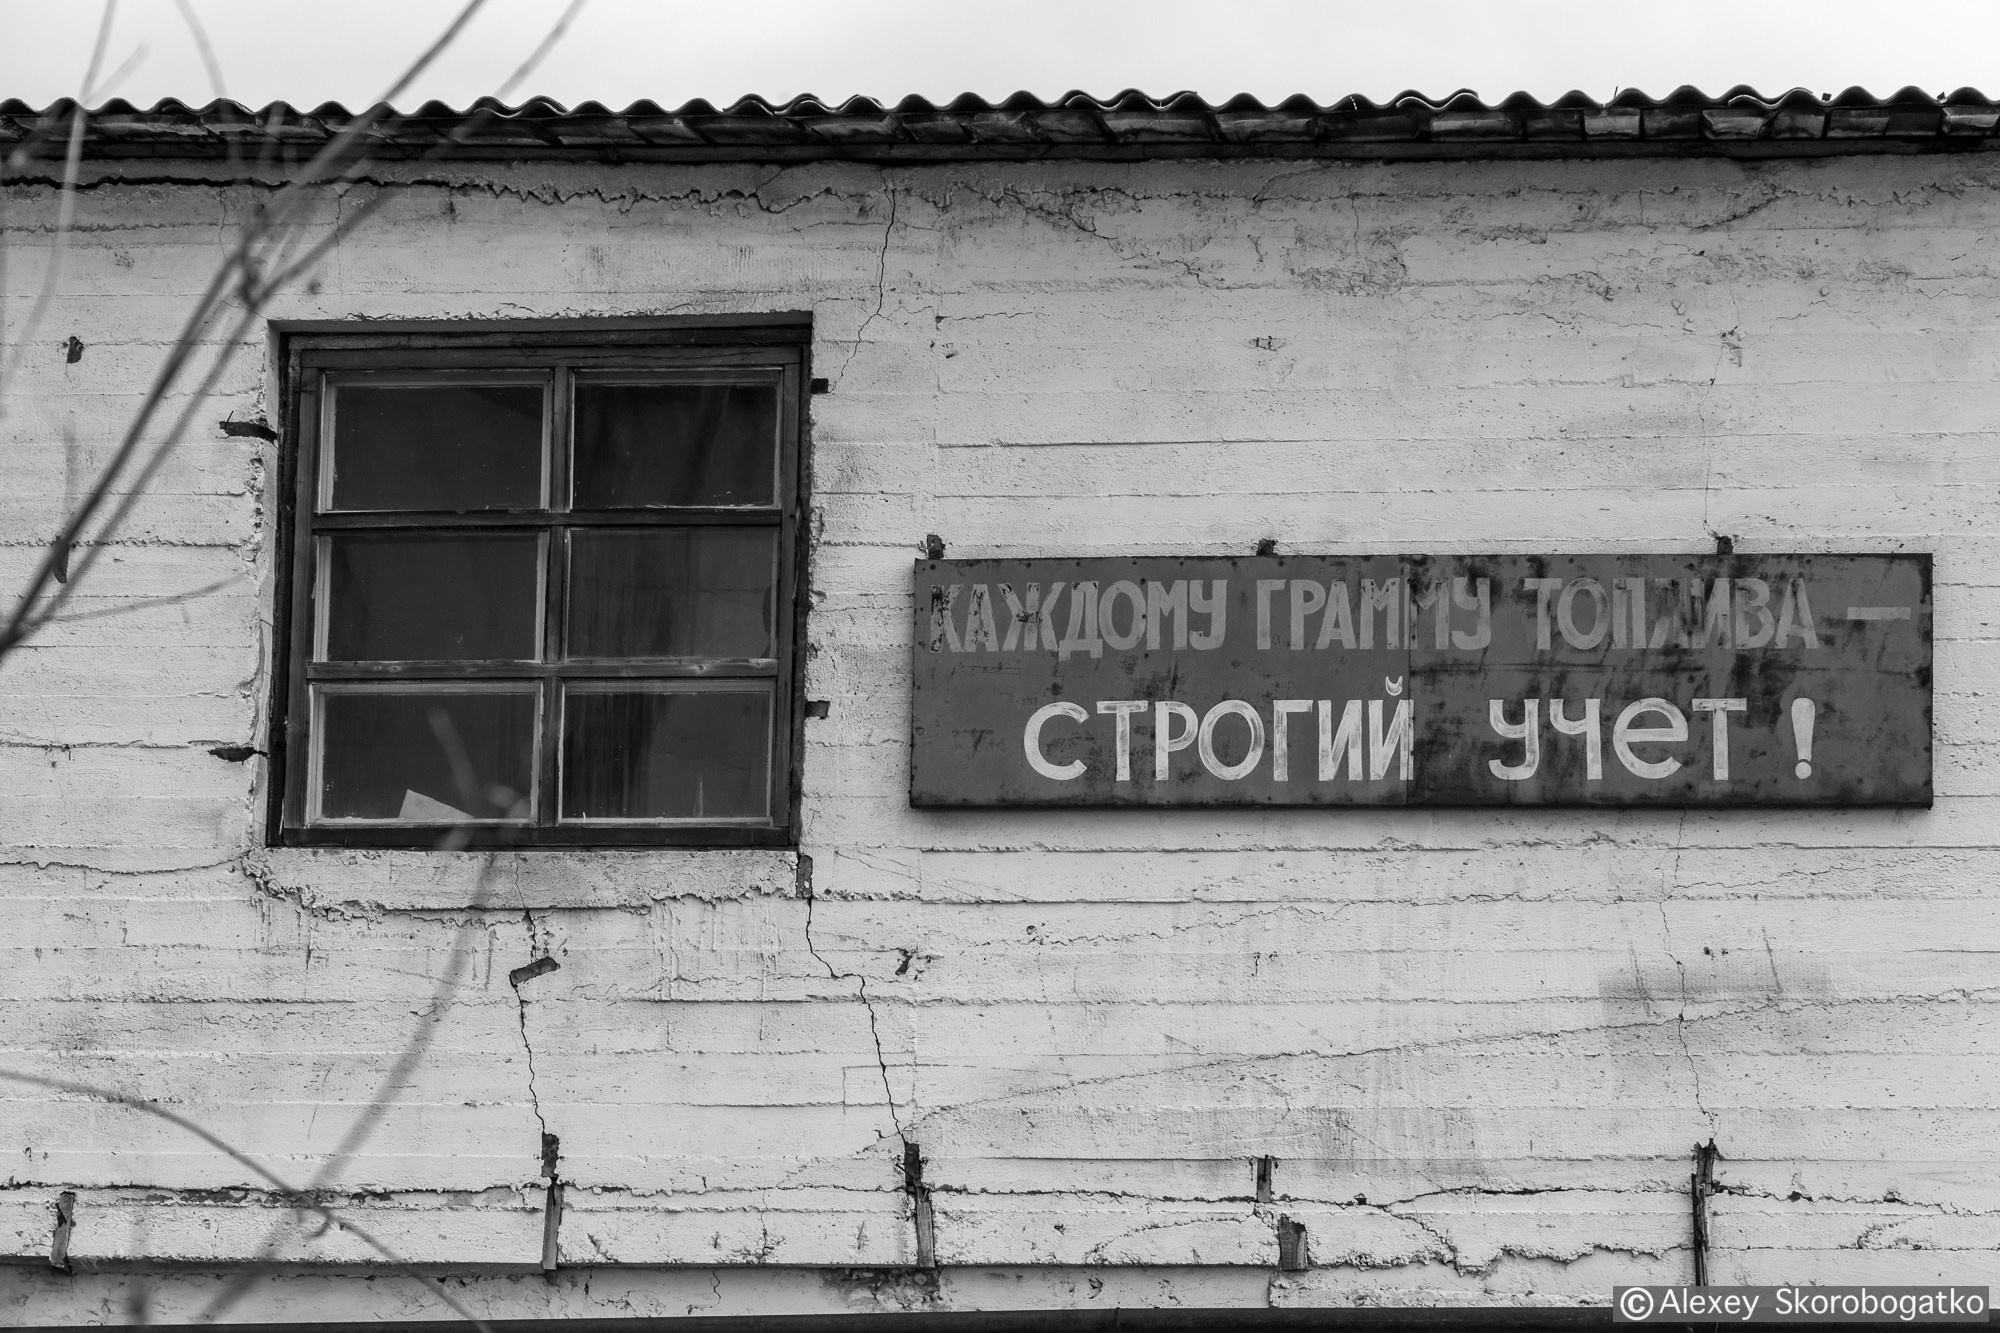 КАЖДОМУ ГРАММУ ТОПЛИВА —
СТРОГИЙ УЧЕТ !
©Alexey Skorobogatko